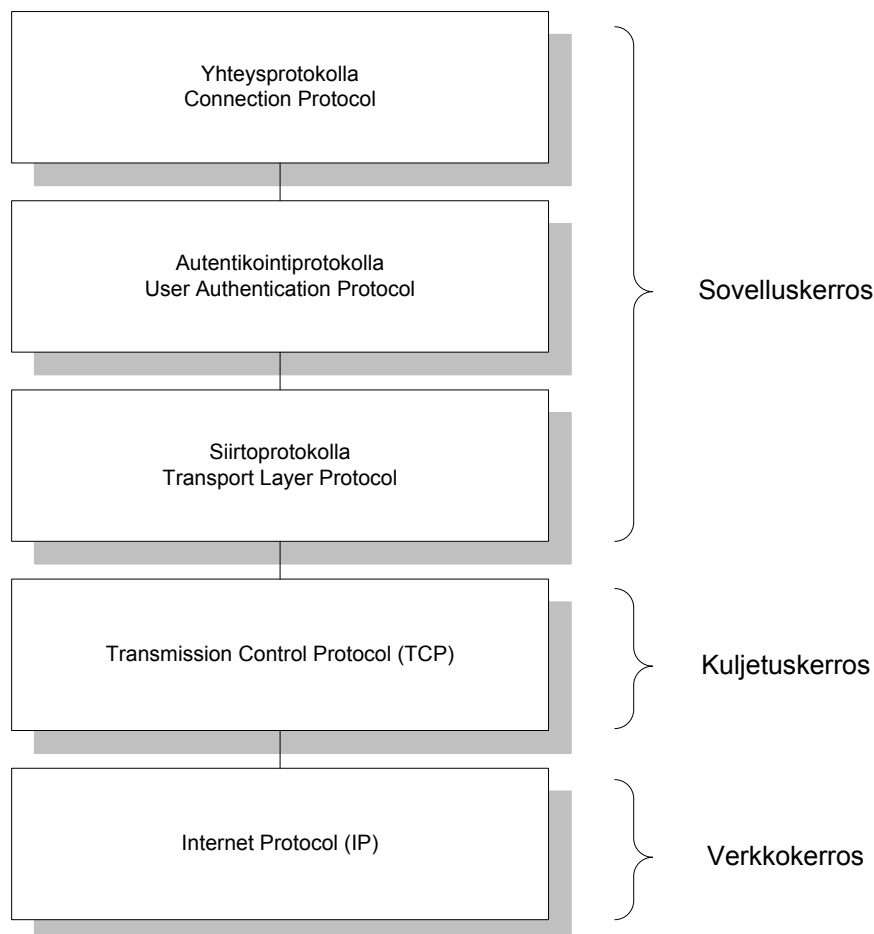 Yhteysprotokolla
Connection Protocol
Autentikointiprotokolla
User Authentication Protocol
Sovelluskerros
Siirtoprotokolla
Transport Layer Protocol
Transmission Control Protocol (TCP)
Kuljetuskerros
Internet Protocol (IP)
Verkkokerros